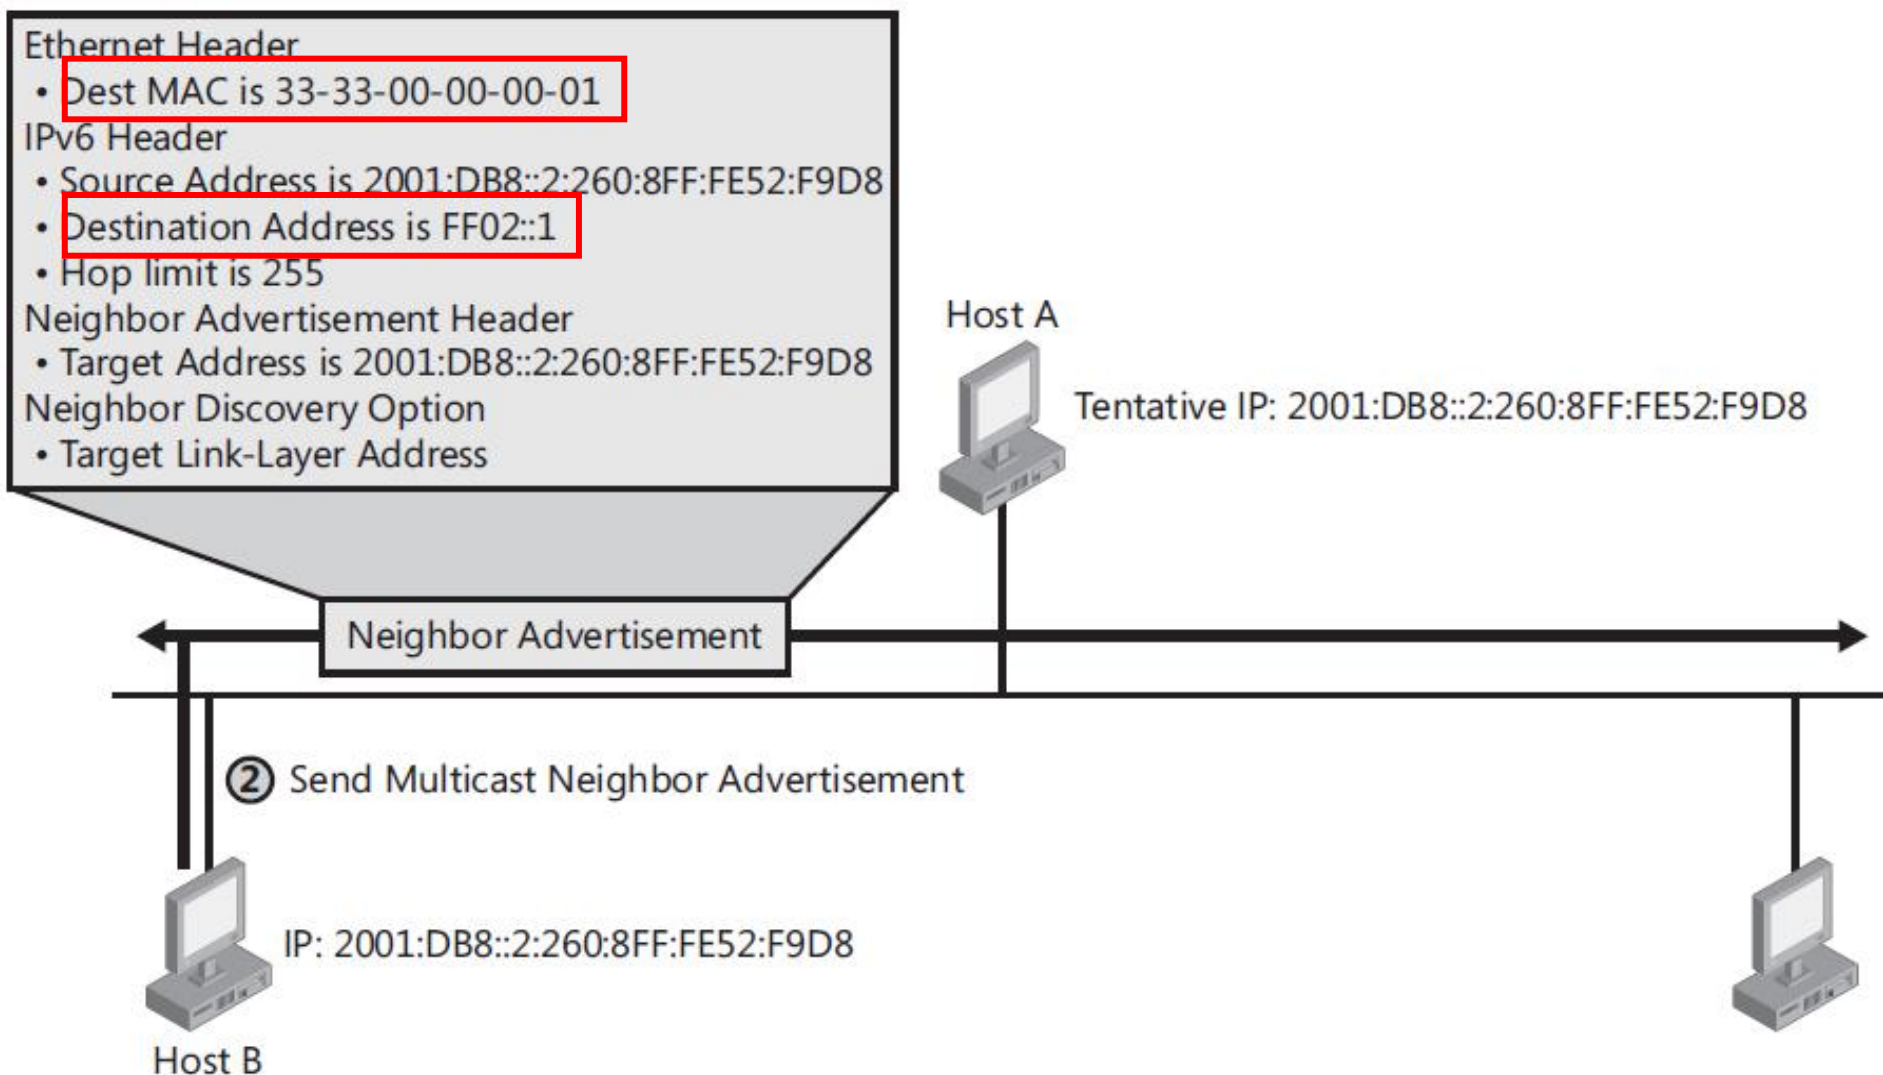 Ethernet Header
• Dest MAC is 33-33-00-00-00-01
IPv6 Header
• Source Address is 2001:DB8::2:260:8FF:FE52:F9D8
• Destination Address is FF02::1
• Hop limit is 255
Neighbor Advertisement Header
• Target Address is 2001:DB8::2:260:8FF:FE52:F9D8
Neighbor Discovery Option
• Target Link-Layer Address
Host A
Tentative IP: 2001:DB8::2:260:8FF:FE52:F9D8
Neighbor Advertisement
2 Send Multicast Neighbor Advertisement
IP: 2001:DB8::2:260:8FF:FE52:F9D8
Host B